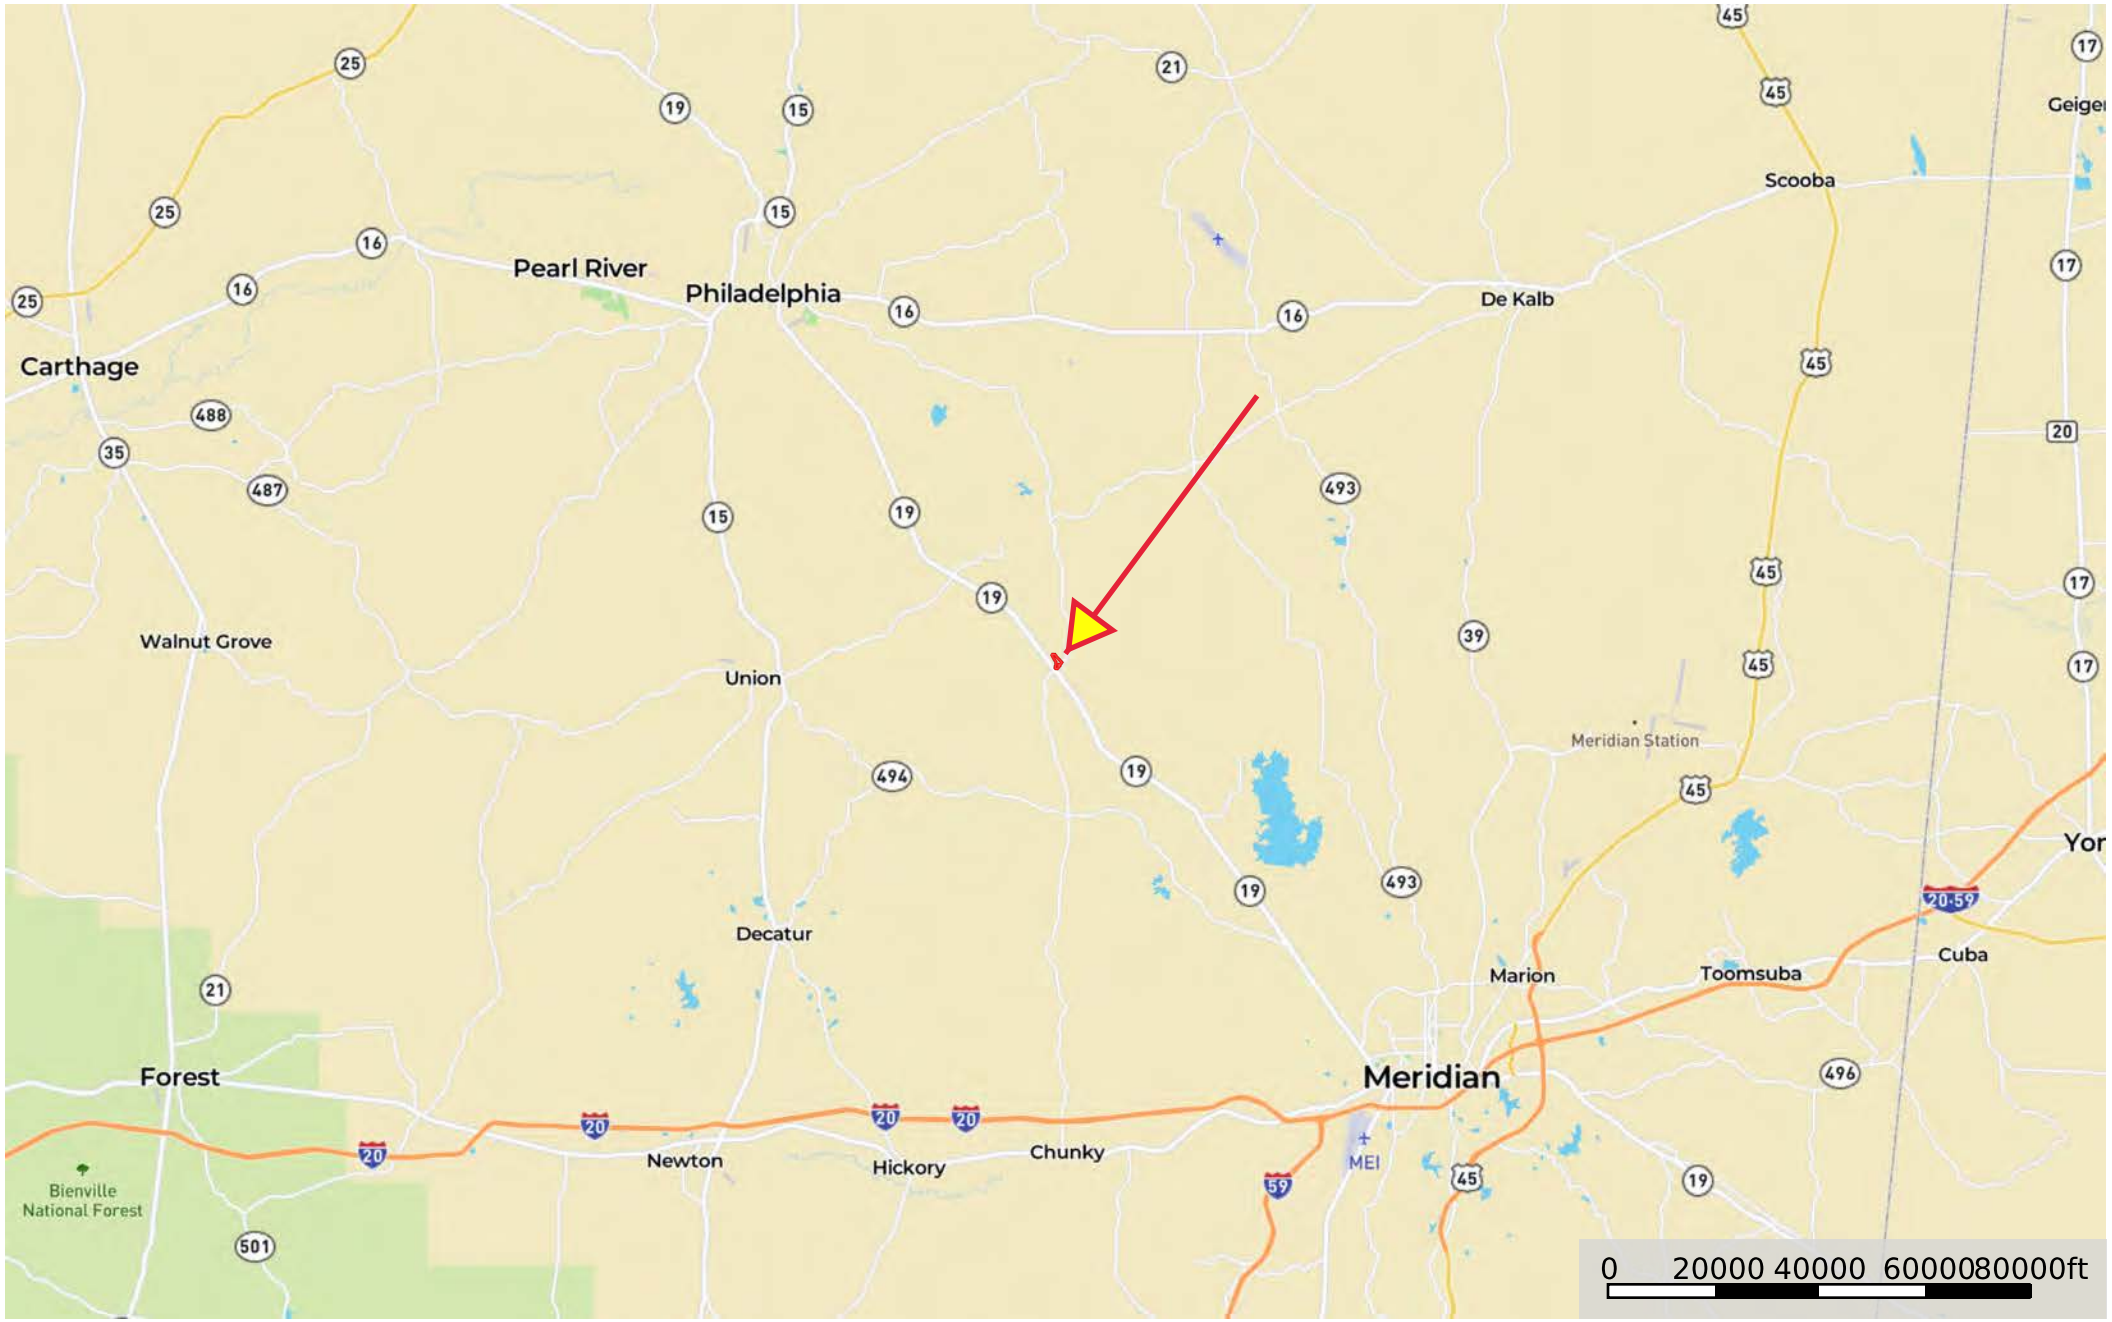 45
17
25
21
45
19
15
Geiger
Scooba
25
15
16
17
Pearl River
16
Philadelphia
De Kalb
25
16
16
45
Carthage
488
20
35
487
493
15
19
45
17
19
39
Walnut Grove
45
17
Union
Meridian Station
19
494
45
Yor
493
19
20·59
Decatur
Cuba
Marion
Toomsuba
21
Forest
Meridian
496
20
20
20
20
Chunky
Newton
Hickory
MEI
45
59
19
Bienville
National Forest
501
0 20000 40000 60000 80000ft